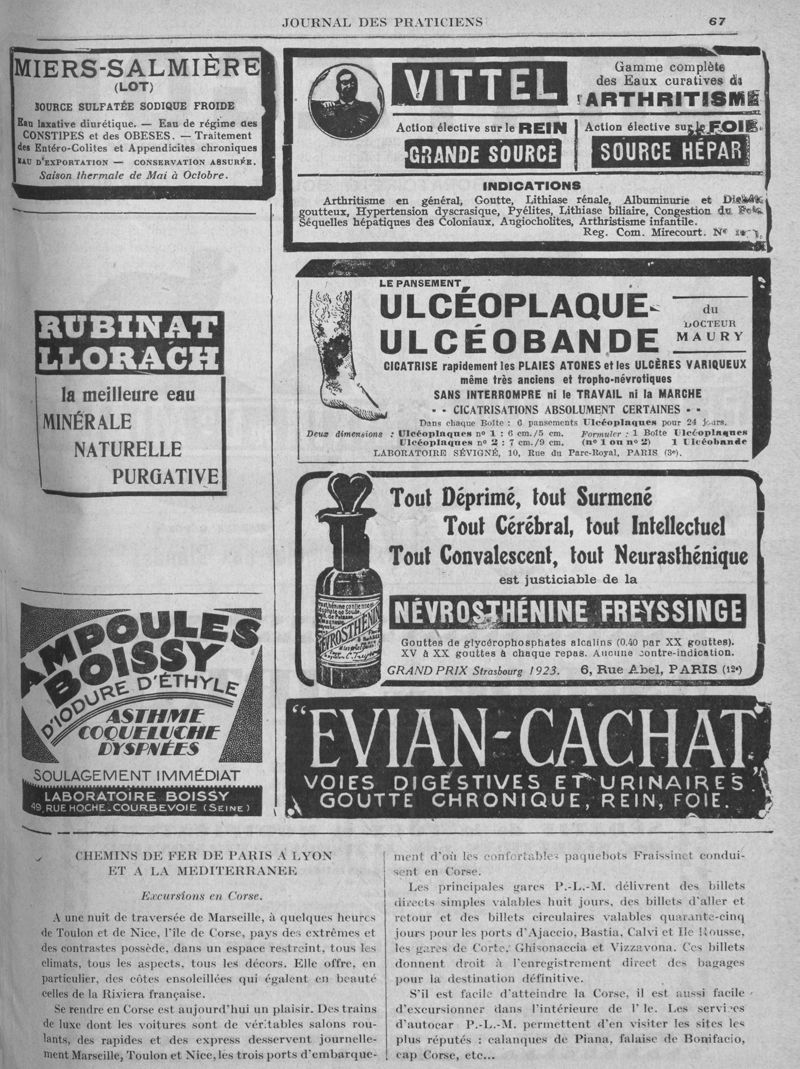 JOURNAL DES PRATICIENS
67
MIERS-SALMIÈRE
(LOT)
SOURCE SULFATÉE SODIQUE FROIDE
Eau laxative diurétique. — Eau de régime des
CONSTIPES et des OBESES. — Traitement
des Entéro-Colites et Appendicites chroniques
EAU D'EXPORTATION — CONSERVATION ASSURÉE.
Saison thermale de Mai à Octobre.
VITTEL
Gamme complète
des Eaux curatives de
l'ARTHRITISME
Action élective sur le REIN
GRANDE SOURCE
Action élective sur le FOIE
SOURCE HÉPAR
INDICATIONS
Arthritisme en général, Goutte, Lithiase rénale, Albuminurie et
goutteux, Hypertension dyscrasique, Pyélites, Lithiase biliaire, Congestion du
Séquelles hépatiques des Coloniaux, Angiocholites, Arthristisme infantile.
Reg. Com. Mirecourt. Nº
RUBINAT
LLORACH
la meilleure eau
MINÉRALE
NATURELLE
PURGATIVE
LE PANSEMENT
ULCÉOPLAQUE-
ULCÉOBANDE
du
DOCTEUR
MAURY
CICATRISE rapidement les PLAIES ATONES et les ULCÈRES VARIQUEUX
même très anciens et tropho-névrotiques
SANS INTERROMPRE ni le TRAVAIL ni la MARCHE
- - CICATRISATIONS ABSOLUMENT CERTAINES - -
Dans chaque Boîte : 6 pansements Ulcéoplaques pour 24 jours.
Deux dimensions : Ulcéoplaques nº 1 : 6 cm./5 cm.
Ulcéoplaques nº 2 : 7 cm./9 cm.
Formuler : 1 Boîte Ulcéoplaques
(nº 1 ou nº 2) 1 Ulcéobande
LABORATOIRE SÉVIGNÉ, 10, Rue du Parc-Royal, PARIS (3e).
Tout Déprimé, tout Surmené
Tout Cérébral, tout Intellectuel
Tout Convalescent, tout Neurasthénique
est justiciable de la
NÉVROSTHÉNINE FREYSSINGE
Gouttes de glycérophosphates alcalins (0.40 par XX gouttes).
XV à XX gouttes à chaque repas. Aucune contre-indication.
GRAND PRIX Strasbourg 1923. 6, Rue Abel, PARIS (12e)
NÉVROSTHÉNINE
AMPOULES
BOISSY
D'IODURE D'ÉTHYLE
ASTHME
COQUELUCHE
DYSPNÉES
SOULAGEMENT IMMÉDIAT
LABORATOIRE BOISSY
49, RUE HOCHE_COURBEVOIE (SEINE)
"EVIAN-CACHAT"
VOIES DIGESTIVES ET URINAIRES
GOUTTE CHRONIQUE, REIN, FOIE.
CHEMINS DE FER DE PARIS A LYON
ET A LA MEDITERRANEE
Excursions en Corse.
A une nuit de traversée de Marseille, à quelques heures
de Toulon et de Nice, l'île de Corse, pays des extrêmes et
des contrastes possède, dans un espace restreint, tous les
climats, tous les aspects, tous les décors. Elle offre, en
particulier, des côtes ensoleillées qui égalent en beauté
celles de la Riviera française.
Se rendre en Corse est aujourd'hui un plaisir. Des trains
de luxe dont les voitures sont de véritables salons rou-
lants, des rapides et des express desservent journelle-
ment Marseille, Toulon et Nice, les trois ports d'embarque-
ment d'où les confortables paquebots Fraissinet condui-
sent en Corse.
Les principales gares P.-L.-M. délivrent des billets
directs simples valables huit jours, des billets d'aller et
retour et des billets circulaires valables quarante-cinq
jours pour les ports d'Ajaccio, Bastia, Calvi et Ile Rousse,
les gares de Corte, Ghisonaccia et Vizzavona. Ces billets
donnent droit à l'enregistrement direct des bagages
pour la destination définitive.
S'il est facile d'atteindre la Corse, il est aussi facile
d'excursionner dans l'intérieure de l'île. Les services
d'autocar P.-L.-M. permettent d'en visiter les sites les
plus réputés : calanques de Piana, falaise de Bonifacio,
cap Corse, etc...